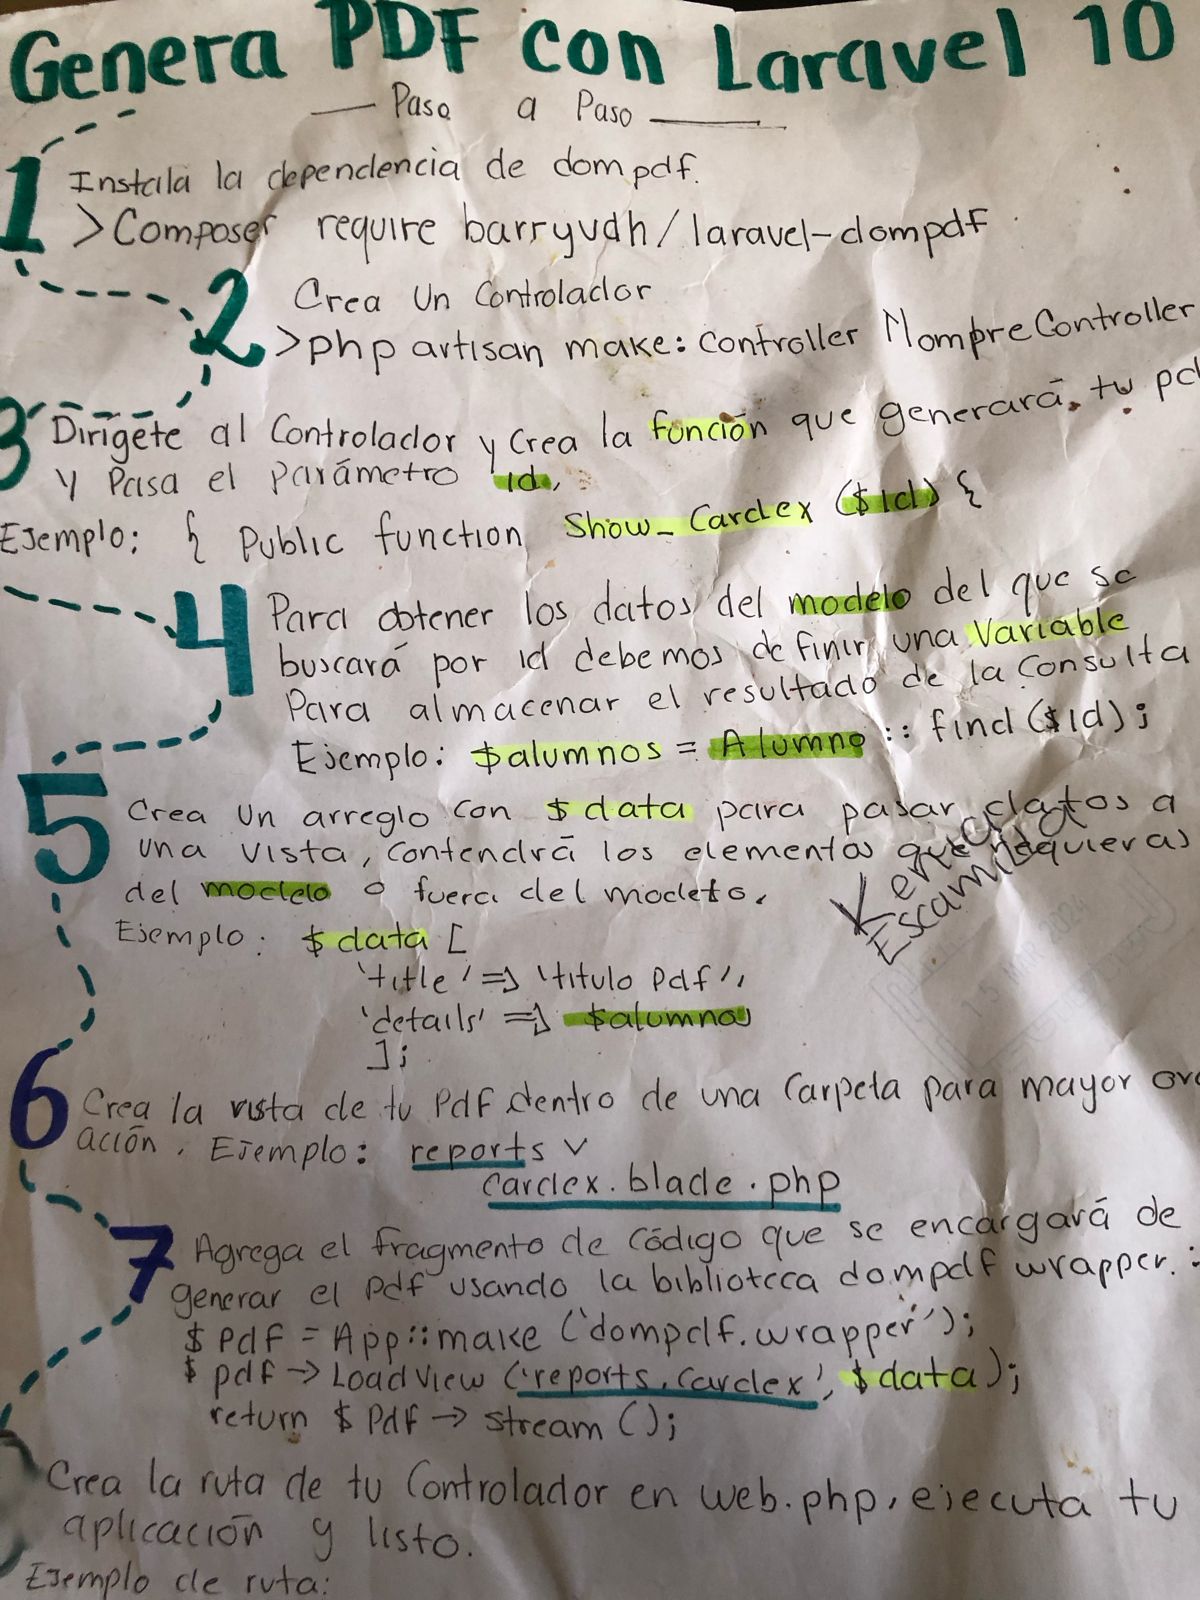 Genera PDF con Laravel 10
Paso a Paso
1 Instala la dependencia de dompdf.
>Composer require barryvdh/laravel-dompdf
2 Crea Un Controlador
>php artisan make: controller NombreController
3 Dirígete al Controlador y crea la función que generará tu pd
y Pasa el parámetro id,
Ejemplo: { Public function Show_Cardex ($id) {
4 Para obtener los datos del modelo del que se
buscará por id debemos definir una Variable
Para almacenar el resultado de la Consulta
Ejemplo: $alumnos = Alumno :: find ($id);
5 Crea Un arreglo con $data para pasar datos a
una vista, contendrá los elementos que requieras
del modelo o fuera del modelo.
Kenia Escamilla
Ejemplo: $data [
'title' => 'titulo Pdf',
'details' => $alumnos
];
15 MAR 2024
6 Crea la vista de tu Pdf dentro de una Carpeta para mayor
ación. Ejemplo: reports v
cardex.blade.php
7 Agrega el fragmento de código que se encargará de
generar el Pdf usando la biblioteca dompdf wrapper. :
$ Pdf = App::make ('dompdf.wrapper');
$ pdf -> LoadView ('reports.cardex', $data);
return $ Pdf -> stream ();
Crea la ruta de tu Controlador en web.php, ejecuta tu
aplicación y listo.
Ejemplo de ruta: